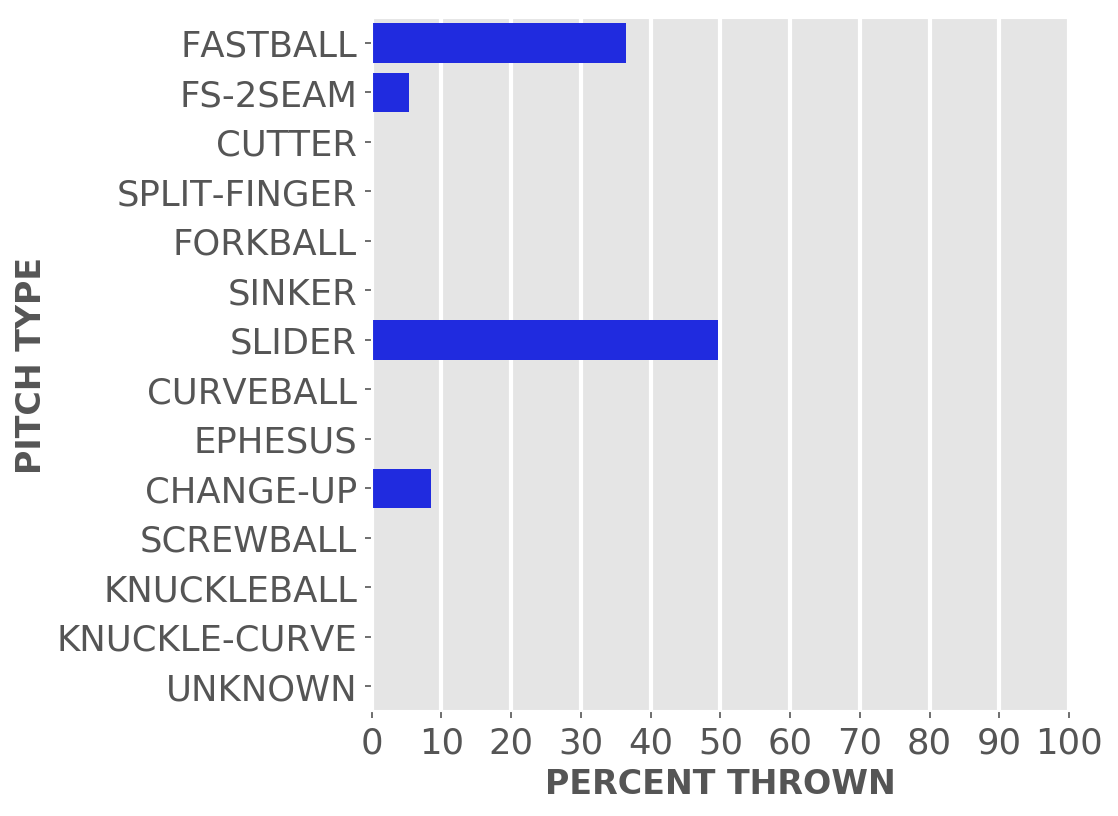 FASTBALL
FS-2SEAM
CUTTER
SPLIT-FINGER
FORKBALL
SINKER
SLIDER
CURVEBALL
EPHESUS
CHANGE-UP
SCREWBALL
KNUCKLEBALL
KNUCKLE-CURVE
UNKNOWN
PITCH TYPE
0 10 20 30 40 50 60 70 80 90 100
PERCENT THROWN